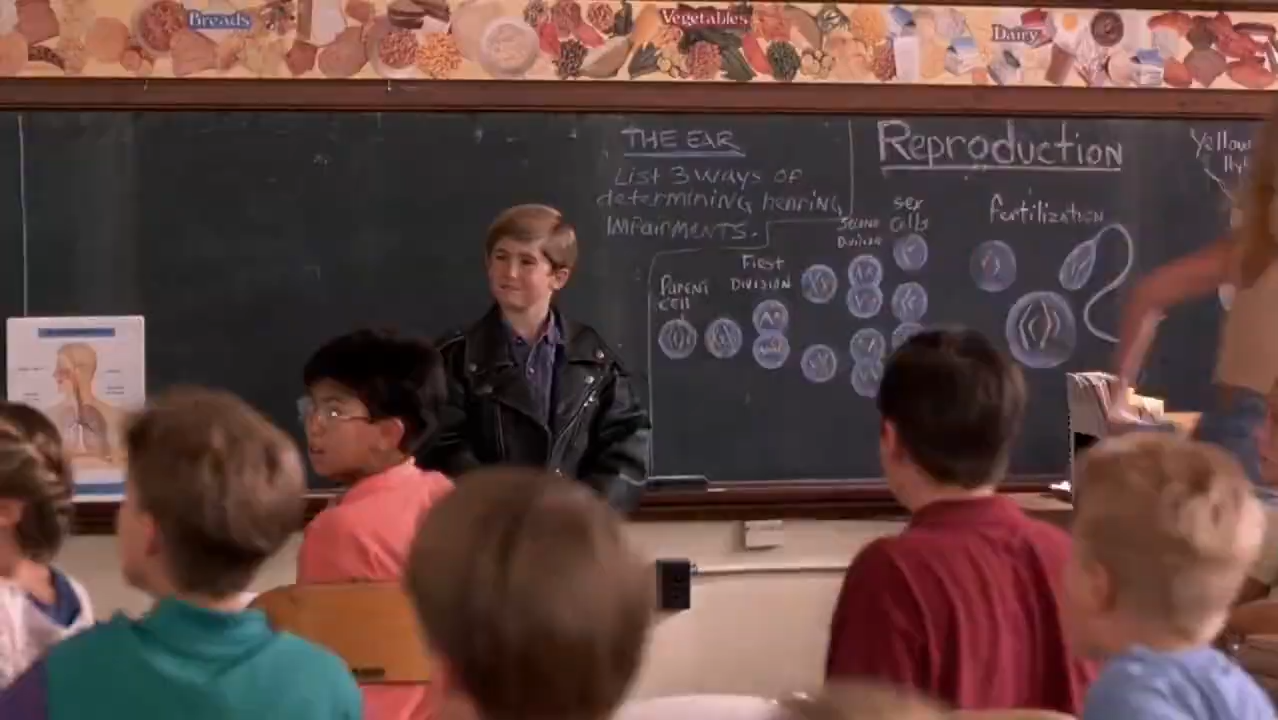 Breads
Vegetables
Dairy
THE EAR
List 3 ways of
determining hearing
IMPAIRMENTS.
Reproduction
Yellow
Parent
cell
First
DIVISION
Second
Division
sex
cells
fertilization